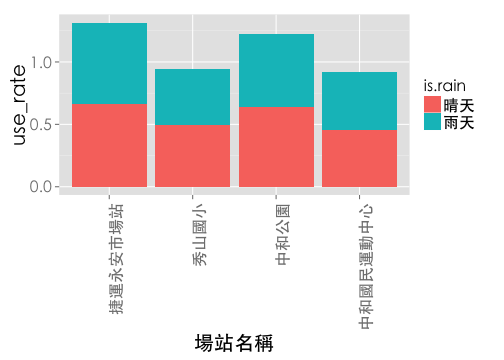 use_rate
1.0
0.5
0.0
捷運永安市場站
秀山國小
中和公園
中和國民運動中心
場站名稱
is.rain
晴天
雨天